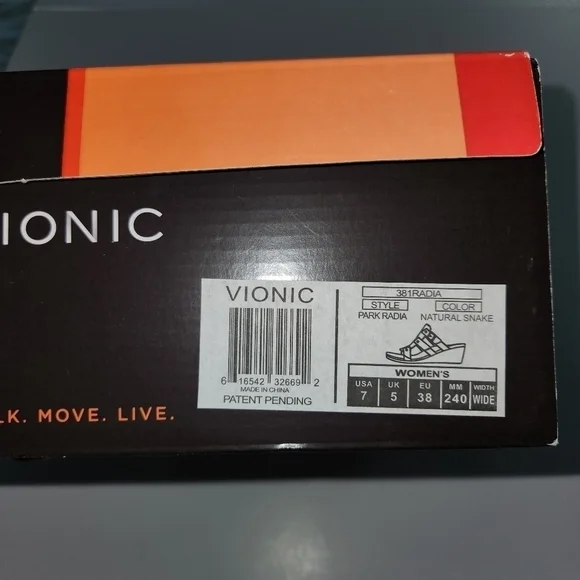 IONIC
LK. MOVE. LIVE.
VIONIC
6 16542 32669 2
MADE IN CHINA
PATENT PENDING
381RADIA
STYLE COLOR
PARK RADIA NATURAL SNAKE
WOMEN'S
USA UK EU MM WIDTH
7 5 38 240 WIDE